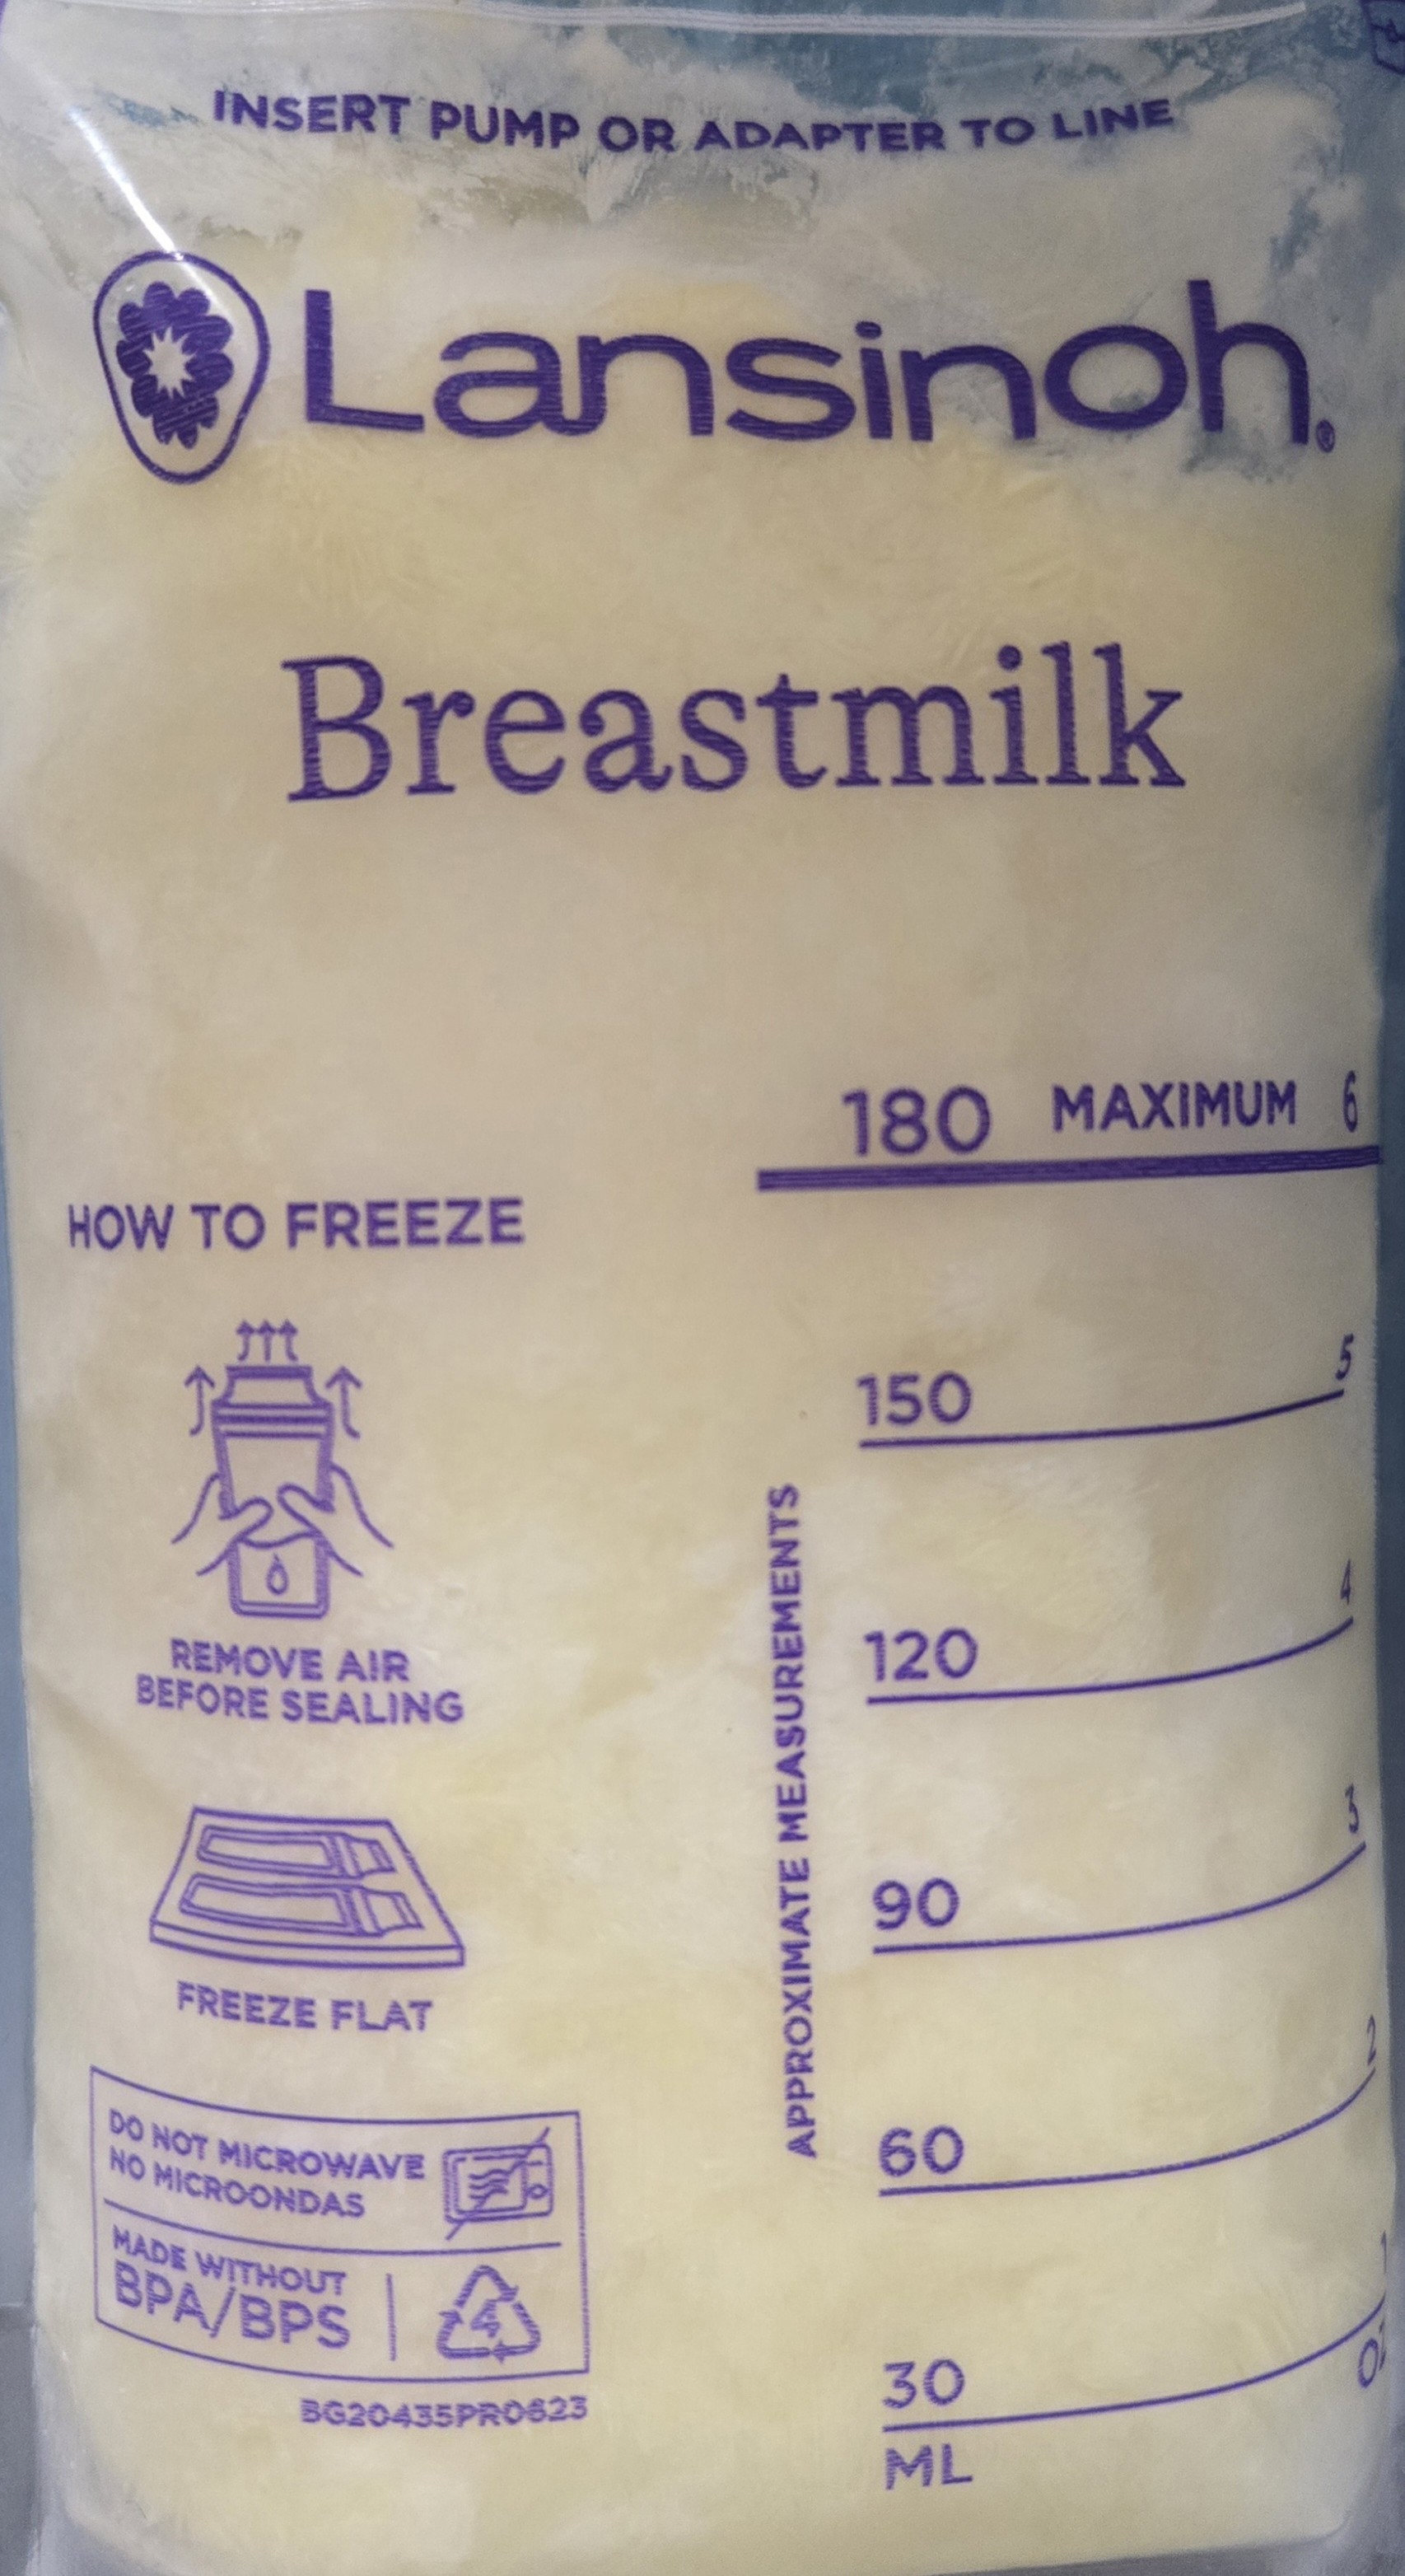 INSERT PUMP OR ADAPTER TO LINE
Lansinoh®
Breastmilk
180 MAXIMUM 6
HOW TO FREEZE
150 5
120 4
90 3
60 2
30 1
ML OZ
APPROXIMATE MEASUREMENTS
REMOVE AIR
BEFORE SEALING
FREEZE FLAT
DO NOT MICROWAVE
NO MICROONDAS
MADE WITHOUT
BPA/BPS
4
BG20435PR0623